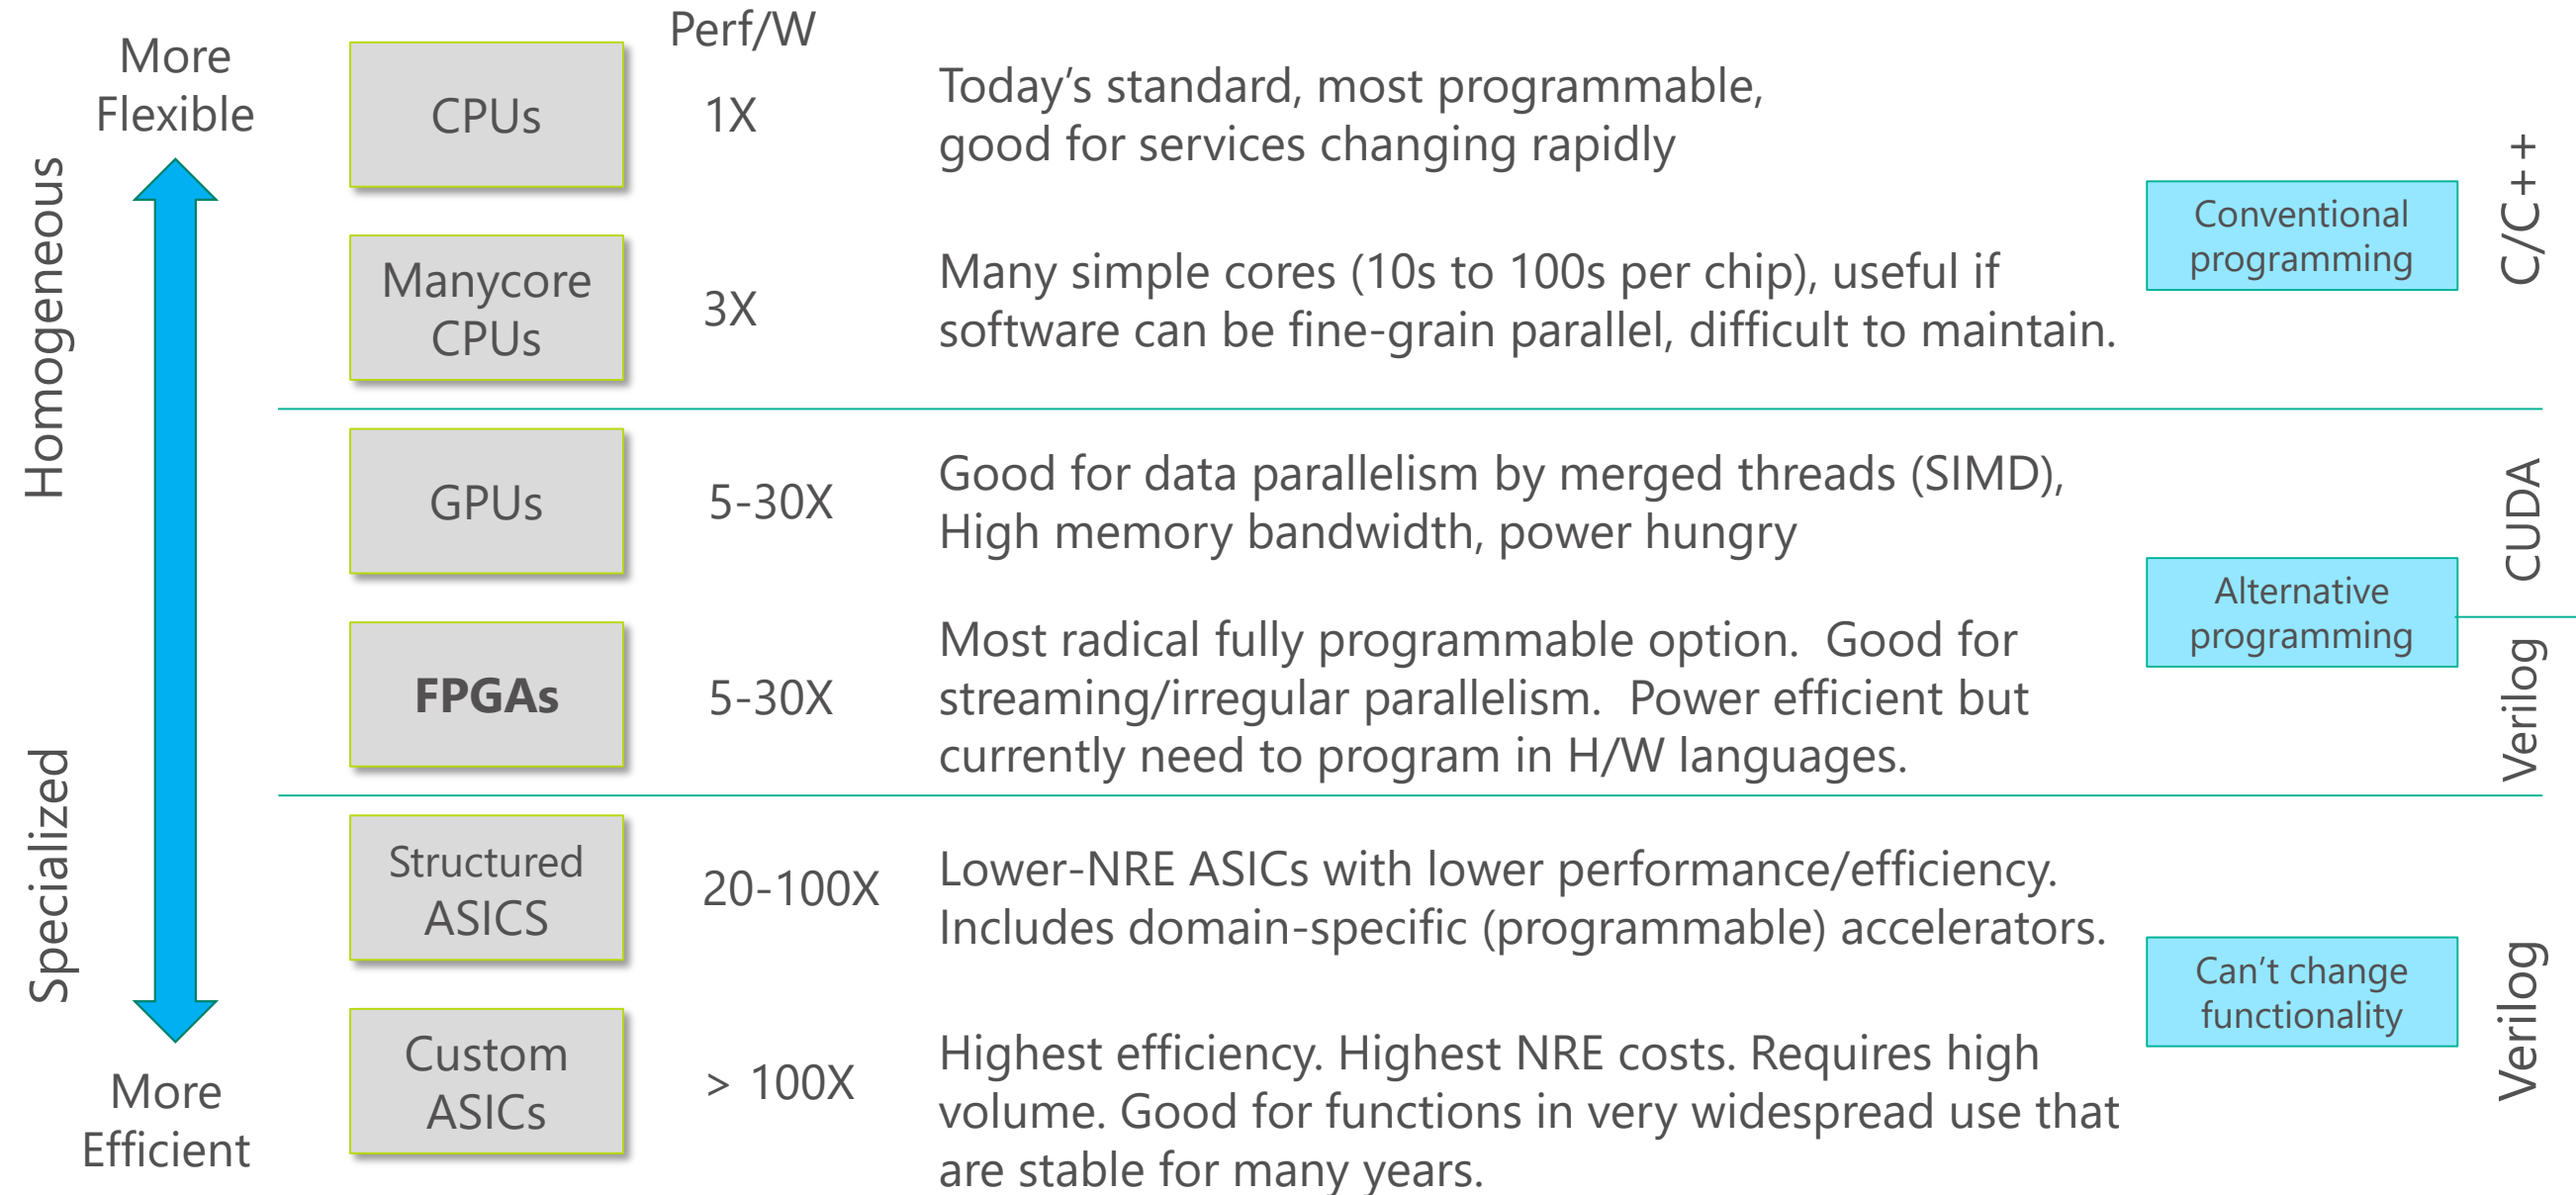 More
Flexible
Homogeneous
Specialized
More
Efficient
Perf/W
CPUs
1X
Today's standard, most programmable,
good for services changing rapidly
Manycore
CPUs
3X
Many simple cores (10s to 100s per chip), useful if
software can be fine-grain parallel, difficult to maintain.
Conventional
programming
C/C++
GPUs
5-30X
Good for data parallelism by merged threads (SIMD),
High memory bandwidth, power hungry
CUDA
FPGAs
5-30X
Most radical fully programmable option.  Good for
streaming/irregular parallelism.  Power efficient but
currently need to program in H/W languages.
Alternative
programming
Verilog
Structured
ASICS
20-100X
Lower-NRE ASICs with lower performance/efficiency.
Includes domain-specific (programmable) accelerators.
Custom
ASICs
> 100X
Highest efficiency. Highest NRE costs. Requires high
volume. Good for functions in very widespread use that
are stable for many years.
Can't change
functionality
Verilog